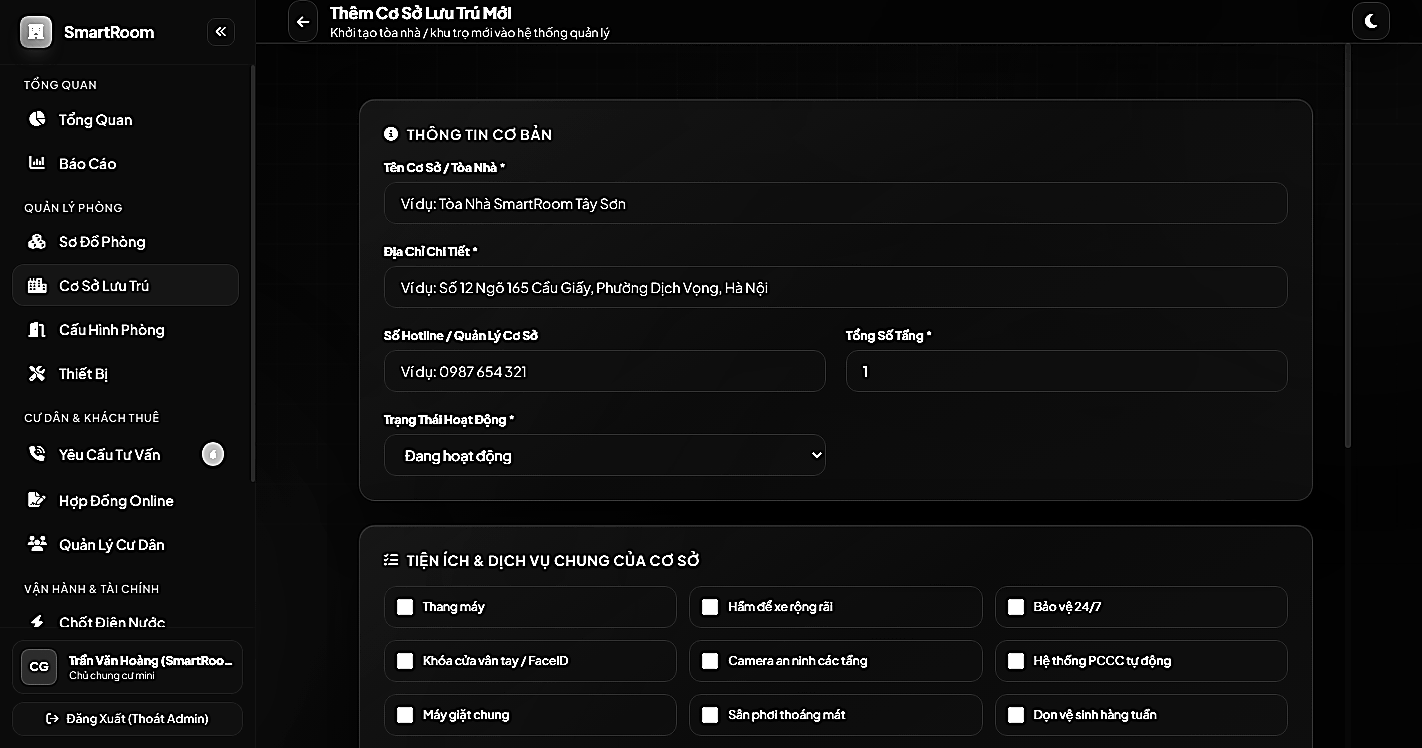 SmartRoom
TỔNG QUAN
Tổng Quan
Báo Cáo
QUẢN LÝ PHÒNG
Sơ Đồ Phòng
Cơ Sở Lưu Trú
Cấu Hình Phòng
Thiết Bị
CƯ DÂN & KHÁCH THUÊ
Yêu Cầu Tư Vấn
6
Hợp Đồng Online
Quản Lý Cư Dân
VẬN HÀNH & TÀI CHÍNH
Chốt Điện Nước
CG
Trần Văn Hoàng (SmartRoo...
Chủ chung cư mini
Đăng Xuất (Thoát Admin)
Thêm Cơ Sở Lưu Trú Mới
Khởi tạo tòa nhà / khu trọ mới vào hệ thống quản lý
THÔNG TIN CƠ BẢN
Tên Cơ Sở / Tòa Nhà *
Ví dụ: Tòa Nhà SmartRoom Tây Sơn
Địa Chỉ Chi Tiết *
Ví dụ: Số 12 Ngõ 165 Cầu Giấy, Phường Dịch Vọng, Hà Nội
Số Hotline / Quản Lý Cơ Sở
Tổng Số Tầng *
Ví dụ: 0987 654 321
1
Trạng Thái Hoạt Động *
Đang hoạt động
TIỆN ÍCH & DỊCH VỤ CHUNG CỦA CƠ SỞ
Thang máy
Hầm để xe rộng rãi
Bảo vệ 24/7
Khóa cửa vân tay / FaceID
Camera an ninh các tầng
Hệ thống PCCC tự động
Máy giặt chung
Sân phơi thoáng mát
Dọn vệ sinh hàng tuần